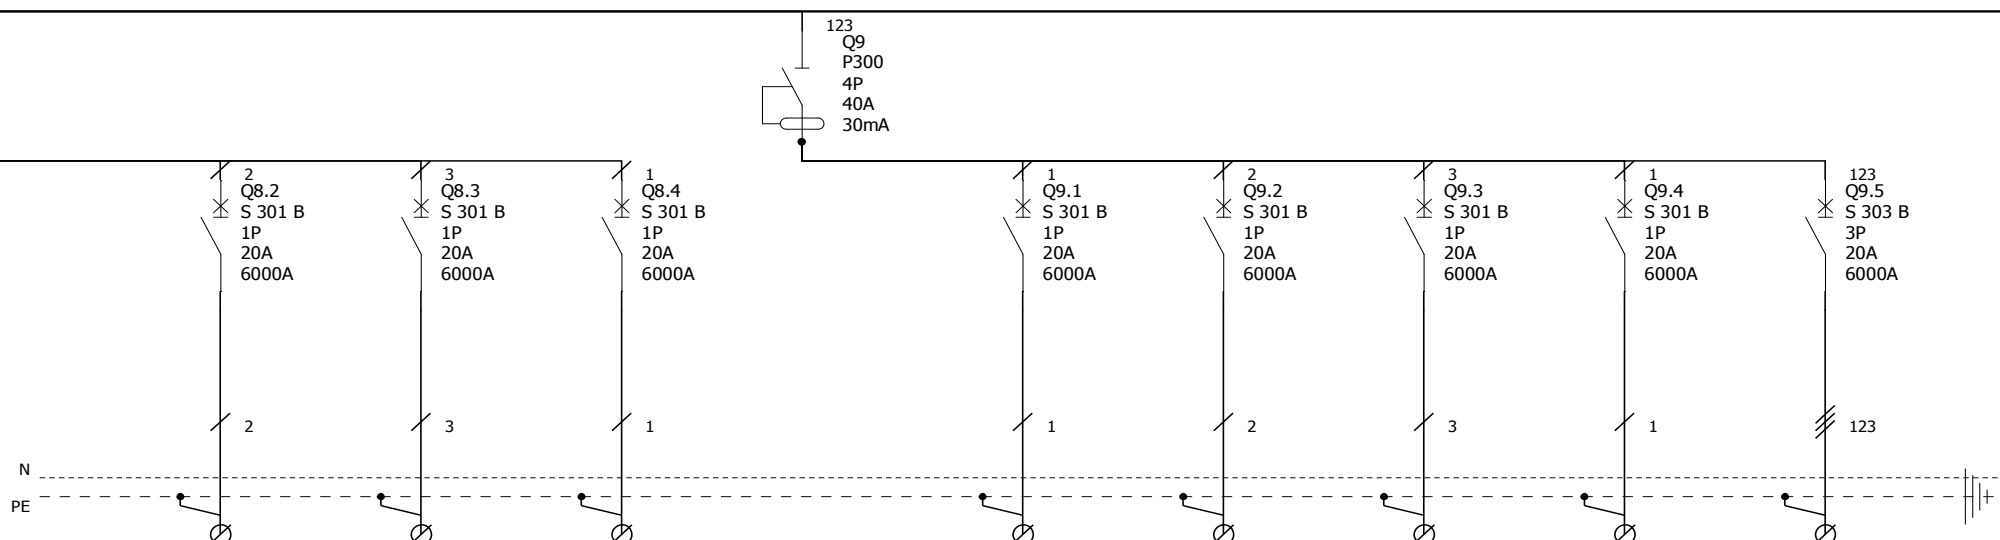 123
Q9
P300
4P
40A
30mA
2
Q8.2
S 301 B
1P
20A
6000A
3
Q8.3
S 301 B
1P
20A
6000A
1
Q8.4
S 301 B
1P
20A
6000A
1
Q9.1
S 301 B
1P
20A
6000A
2
Q9.2
S 301 B
1P
20A
6000A
3
Q9.3
S 301 B
1P
20A
6000A
1
Q9.4
S 301 B
1P
20A
6000A
123
Q9.5
S 303 B
3P
20A
6000A
2
3
1
1
2
3
1
123
N
PE